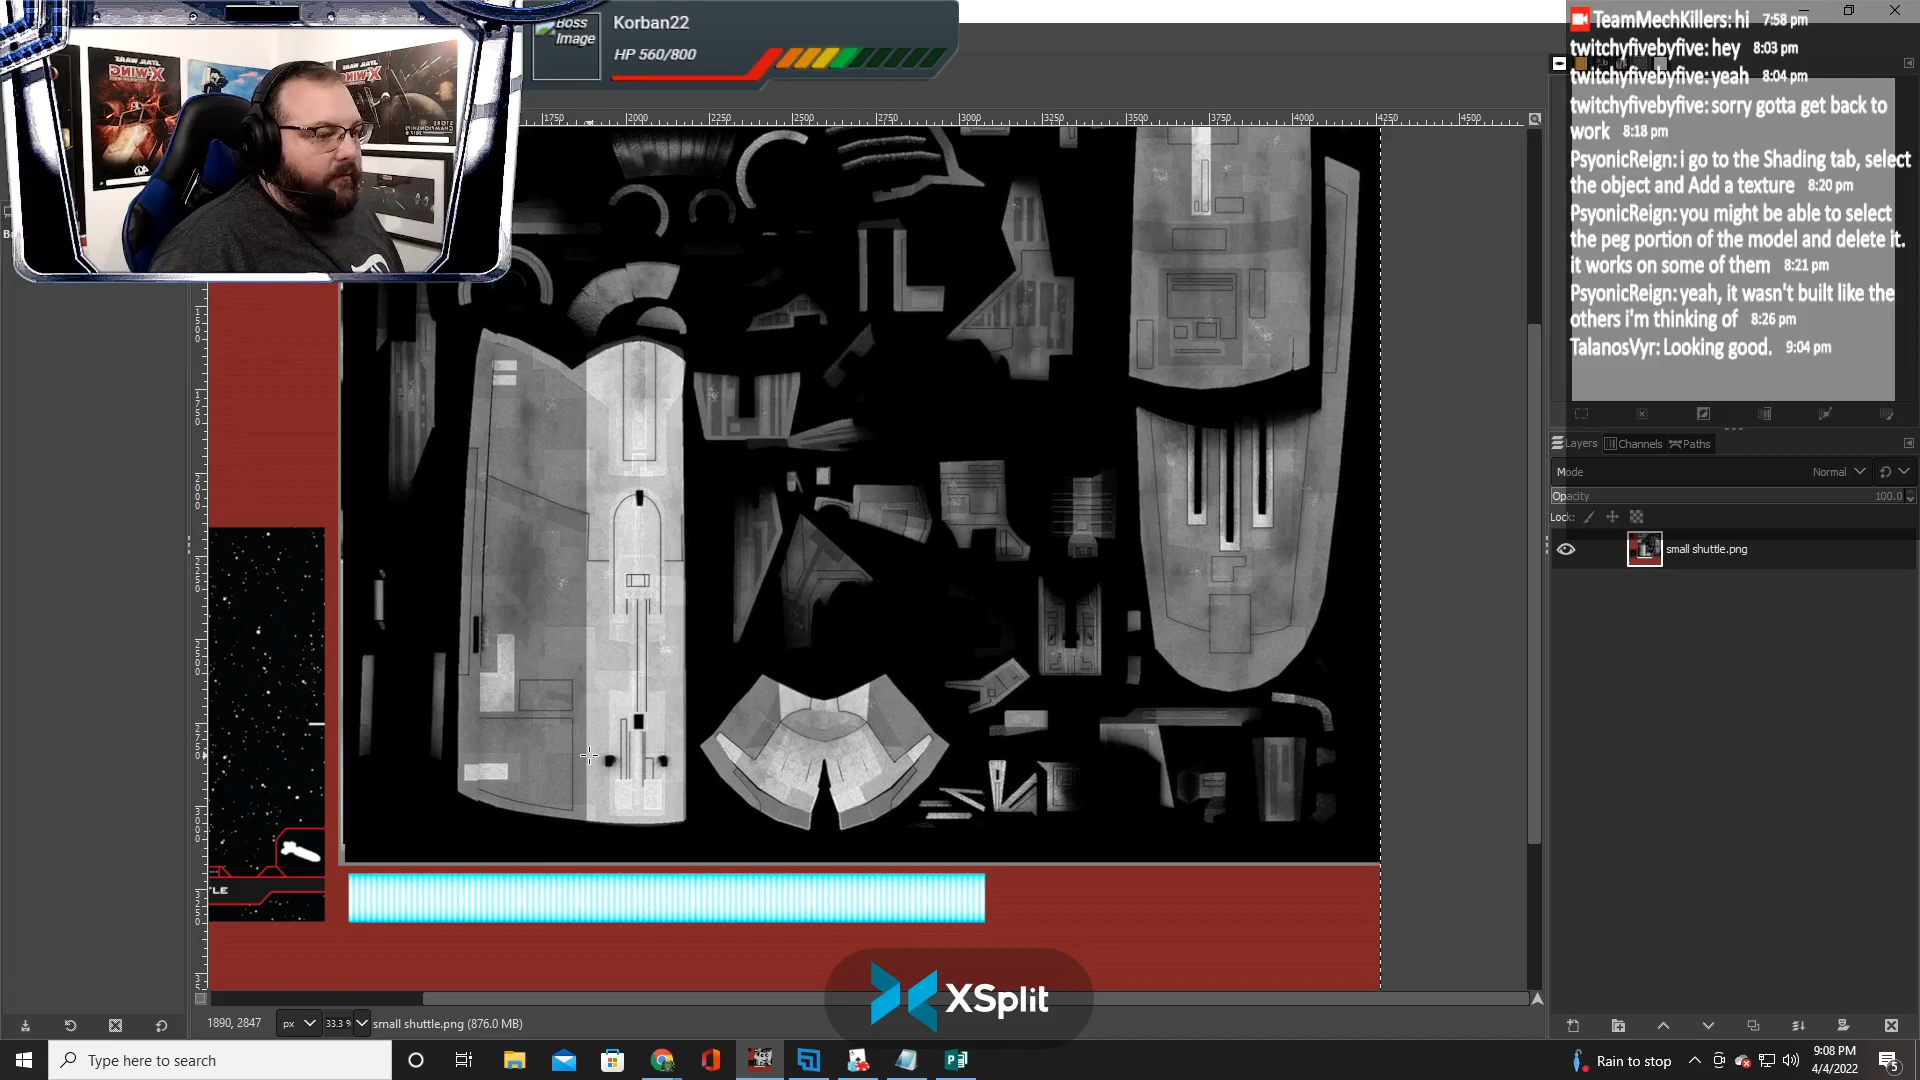 Boss
Image
Korban22
HP 560/800
TeamMechKillers: hi 7:58 pm
twitchyfivebyfive: hey 8:03 pm
twitchyfivebyfive: yeah 8:04 pm
twitchyfivebyfive: sorry gotta get back to
work 8:18 pm
PsyonicReign: i go to the Shading tab, select
the object and Add a texture 8:20 pm
PsyonicReign: you might be able to select
the peg portion of the model and delete it.
it works on some of them 8:21 pm
PsyonicReign: yeah, it wasn't built like the
others i'm thinking of 8:26 pm
TalanosVyr: Looking good. 9:04 pm
1750 2000 2250 2500 2750 3000 3250 3500 3750 4000 4250 4500
Layers Channels Paths
Mode Normal
Opacity 100.0
Lock:
small shuttle.png
TLE
XSplit
1890, 2847 px 33.3 % small shuttle.png (876.0 MB)
Type here to search
Rain to stop
9:08 PM
4/4/2022
5